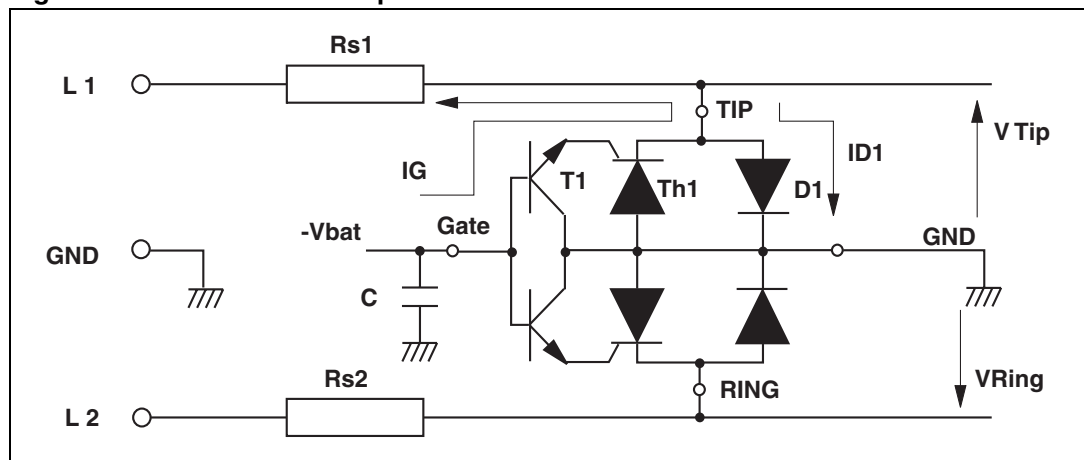 Rs1
L 1
TIP
V Tip
IG
T1
Th1
D1
ID1
-Vbat
Gate
GND
GND
C
Rs2
RING
VRing
L 2